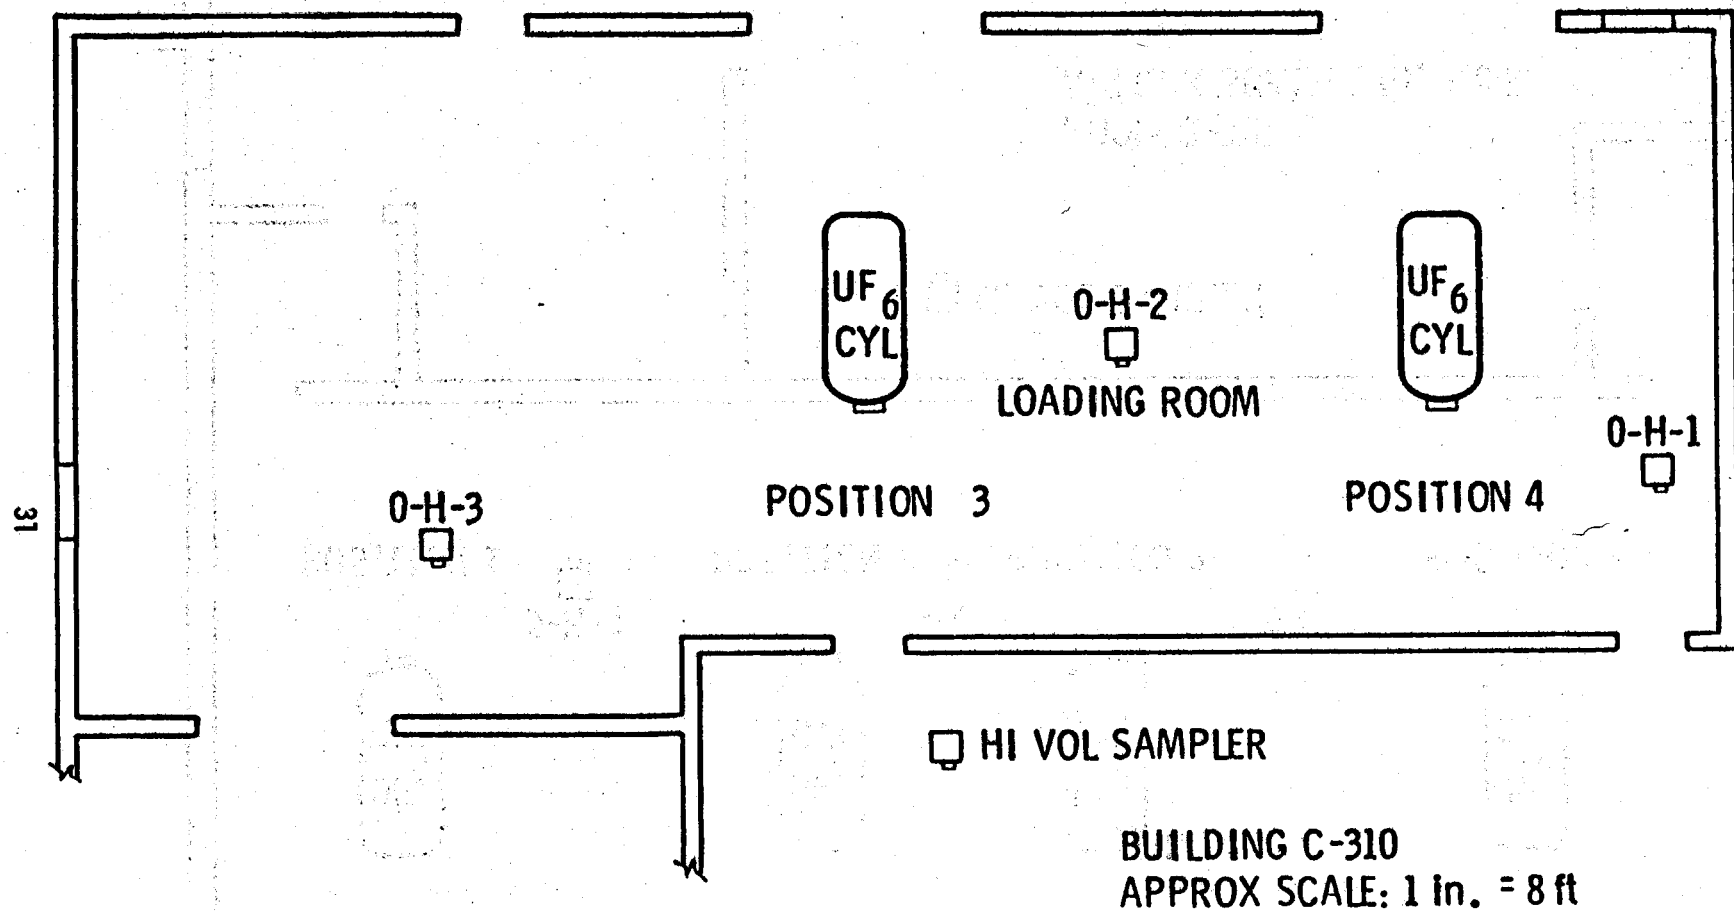 UF6
CYL
0-H-2
UF6
CYL
LOADING ROOM
0-H-1
0-H-3
POSITION 3
POSITION 4
31
HI VOL SAMPLER
BUILDING C-310
APPROX SCALE: 1 in. = 8 ft